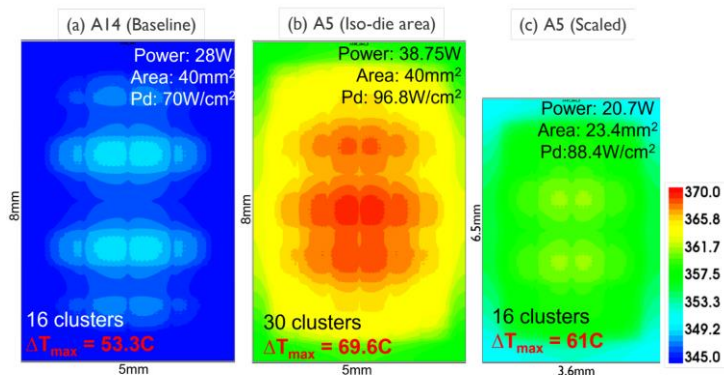 (a) A14 (Baseline)
Power: 28W
Area: 40mm²
Pd: 70W/cm²
8mm
16 clusters
ΔTmax = 53.3C
5mm
(b) A5 (Iso-die area)
Power: 38.75W
Area: 40mm²
Pd: 96.8W/cm²
8mm
30 clusters
ΔTmax = 69.6C
5mm
(c) A5 (Scaled)
Power: 20.7W
Area: 23.4mm²
Pd:88.4W/cm²
6.5mm
16 clusters
ΔTmax = 61C
3.6mm
370.0
365.8
361.7
357.5
353.3
349.2
345.0